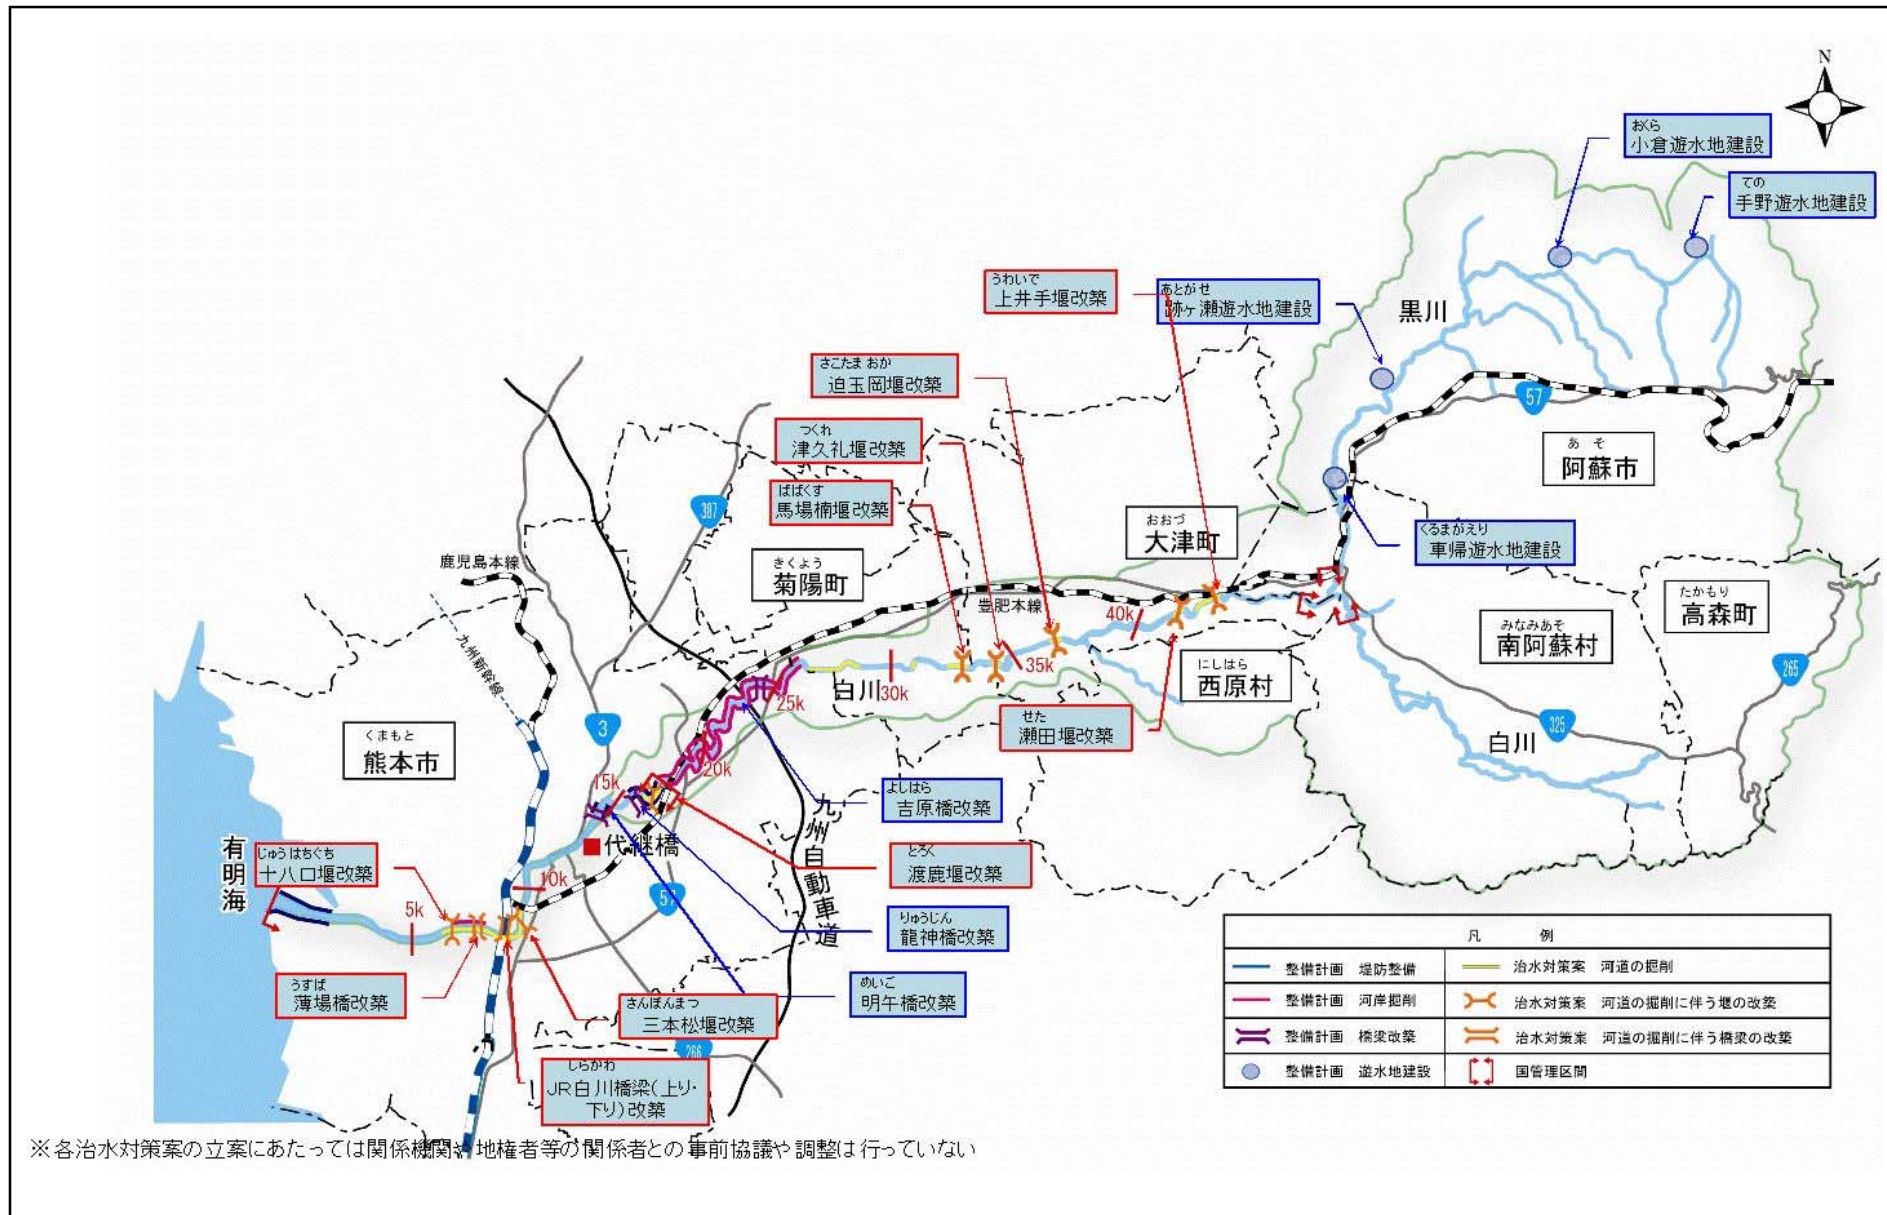 N
おぐら
小倉遊水地建設
ての
手野遊水地建設
うわいで
上井手堰改築
あとがせ
跡ヶ瀬遊水地建設
黒川
さこたま おか
迫玉岡堰改築
57
つくれ
津久礼堰改築
あ そ
阿蘇市
ばばくす
馬場楠堰改築
387
おおづ
大津町
くるまがえり
車帰遊水地建設
鹿児島本線
きくよう
菊陽町
豊肥本線
40k
たかもり
高森町
みなみあそ
南阿蘇村
九州新幹線
35k
にしはら
西原村
265
白川
30k
25k
せた
瀬田堰改築
325
白川
くまもと
熊本市
3
20k
15k
よしはら
吉原橋改築
九州自動車道
有明海
代継橋
じゅうはちぐち
十八口堰改築
とろく
渡鹿堰改築
10k
57
5k
りゅうじん
龍神橋改築
うすば
薄場橋改築
さんぼんまつ
三本松堰改築
めいご
明午橋改築
266
しらかわ
JR白川橋梁(上り・
下り)改築
凡 例
整備計画 堤防整備
治水対策案 河道の掘削
整備計画 河岸掘削
治水対策案 河道の掘削に伴う堰の改築
整備計画 橋梁改築
治水対策案 河道の掘削に伴う橋梁の改築
整備計画 遊水地建設
国管理区間
※各治水対策案の立案にあたっては関係機関や地権者等の関係者との事前協議や調整は行っていない